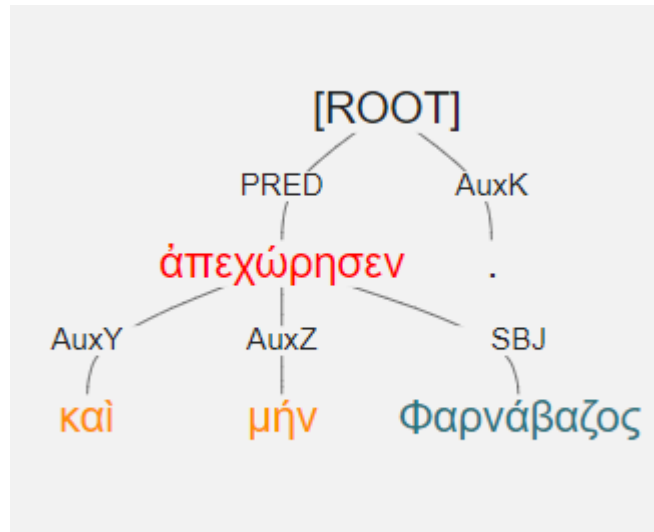 [ROOT]
PRED AuxK
ἀπεχώρησεν .
AuxY AuxZ SBJ
καὶ μήν Φαρνάβαζος